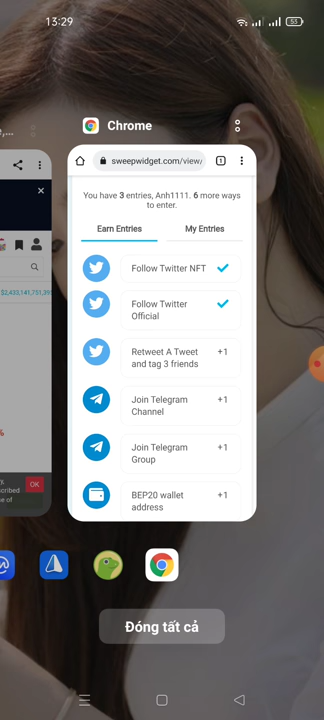 13:29
53
Chrome
sweepwidget.com/view/
1
You have 3 entries, Anh1111. 6 more ways
to enter.
Earn Entries
My Entries
Follow Twitter NFT
Follow Twitter
Official
Retweet A Tweet
and tag 3 friends
+1
Join Telegram
Channel
+1
Join Telegram
Group
+1
BEP20 wallet
address
+1
$2,433,141,751,39
%
OK
Đóng tất cả